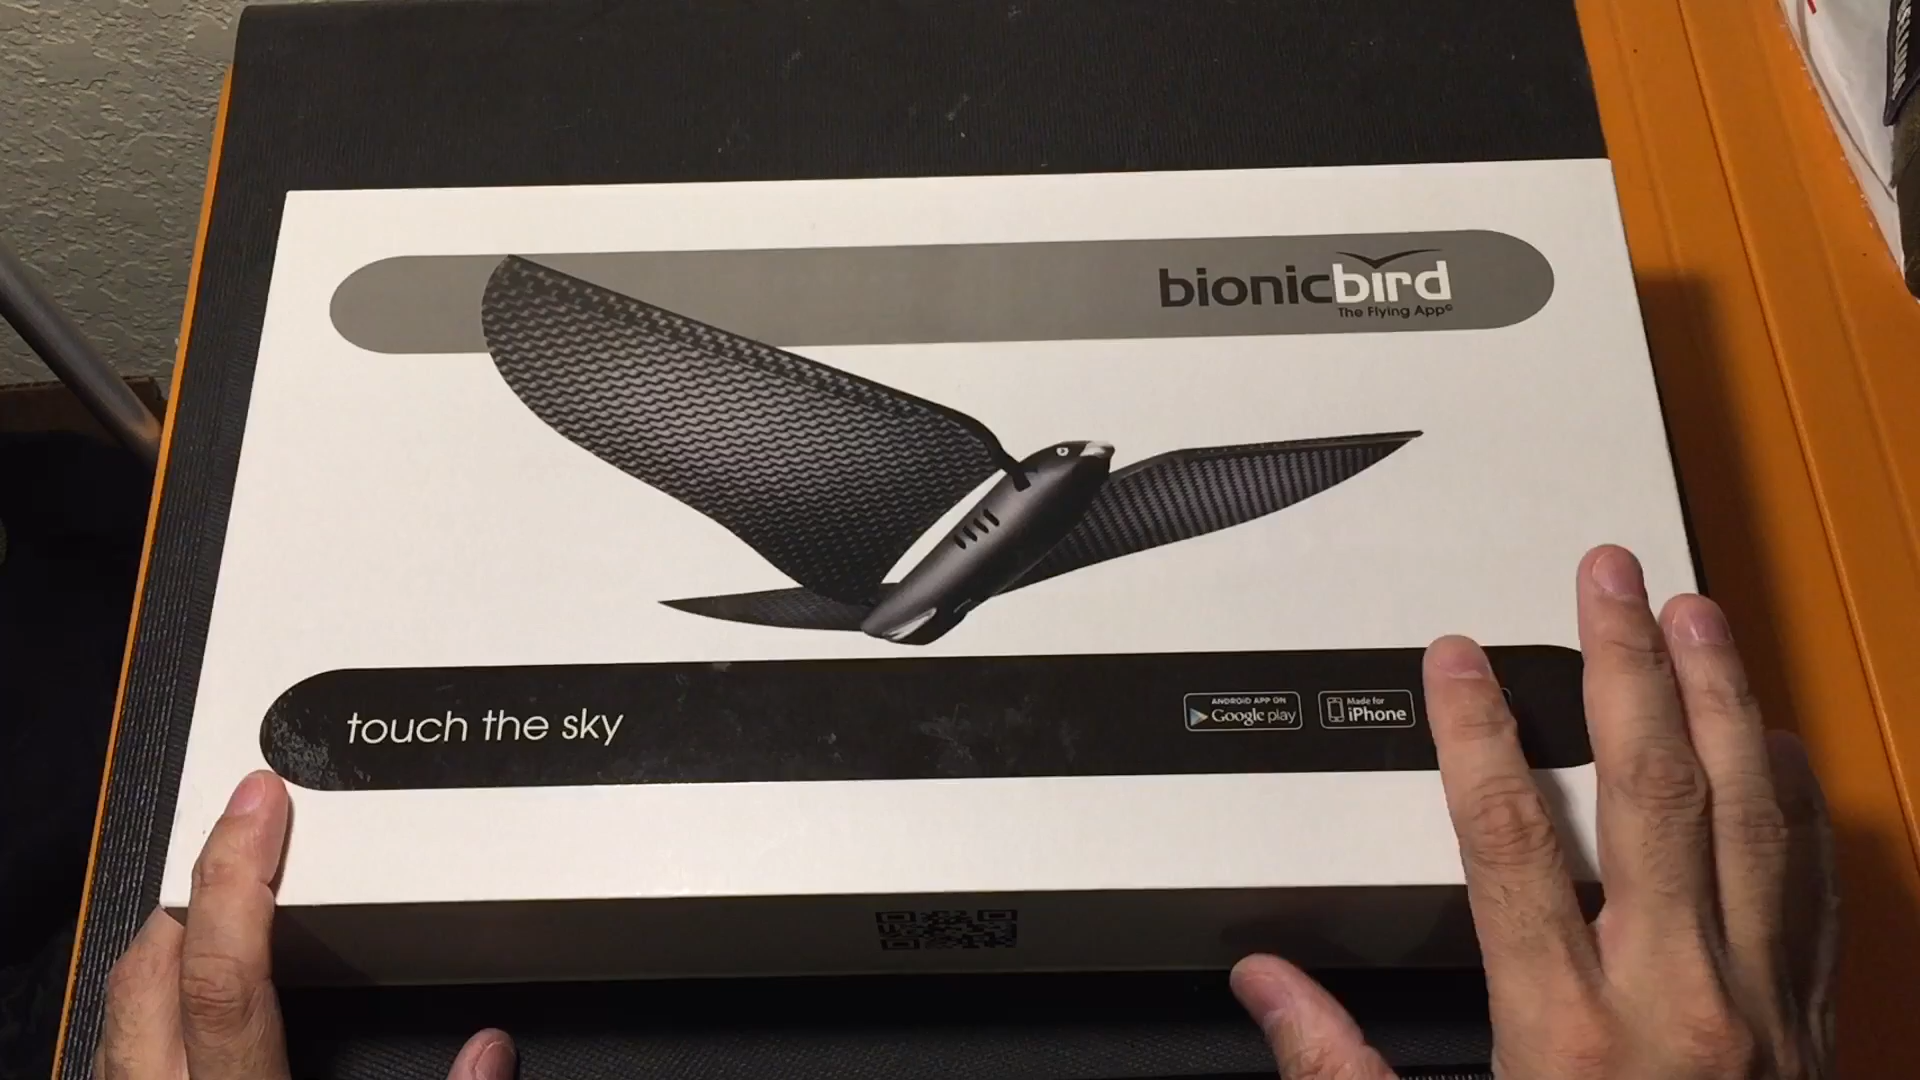 bionicbird
The Flying App©
touch the sky
ANDROID APP ON
Google play
Made for
iPhone